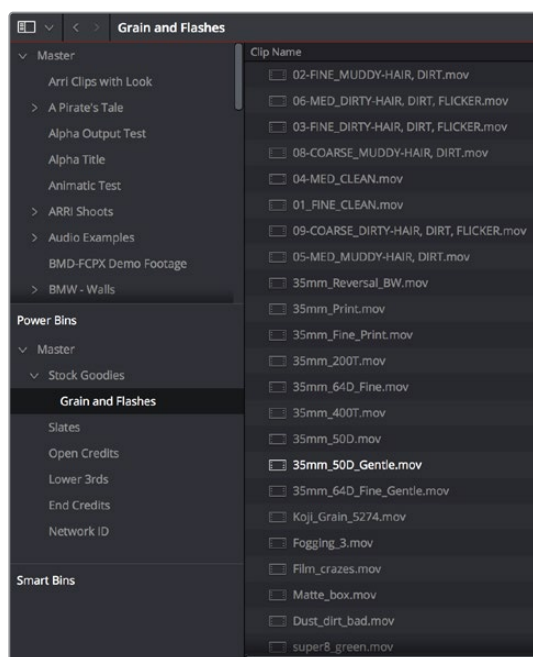 Grain and Flashes
Master
Arri Clips with Look
A Pirate's Tale
Alpha Output Test
Alpha Title
Animatic Test
ARRI Shoots
Audio Examples
BMD-FCPX Demo Footage
BMW - Walls
Power Bins
Master
Stock Goodies
Grain and Flashes
Slates
Open Credits
Lower 3rds
End Credits
Network ID
Smart Bins
Clip Name
02-FINE_MUDDY-HAIR, DIRT.mov
06-MED_DIRTY-HAIR, DIRT, FLICKER.mov
03-FINE_DIRTY-HAIR, DIRT, FLICKER.mov
08-COARSE_MUDDY-HAIR, DIRT.mov
04-MED_CLEAN.mov
01_FINE_CLEAN.mov
09-COARSE_DIRTY-HAIR, DIRT, FLICKER.mov
05-MED_MUDDY-HAIR, DIRT.mov
35mm_Reversal_BW.mov
35mm_Print.mov
35mm_Fine_Print.mov
35mm_200T.mov
35mm_64D_Fine.mov
35mm_400T.mov
35mm_50D.mov
35mm_50D_Gentle.mov
35mm_64D_Fine_Gentle.mov
Koji_Grain_5274.mov
Fogging_3.mov
Film_crazes.mov
Matte_box.mov
Dust_dirt_bad.mov
super8_green.mov